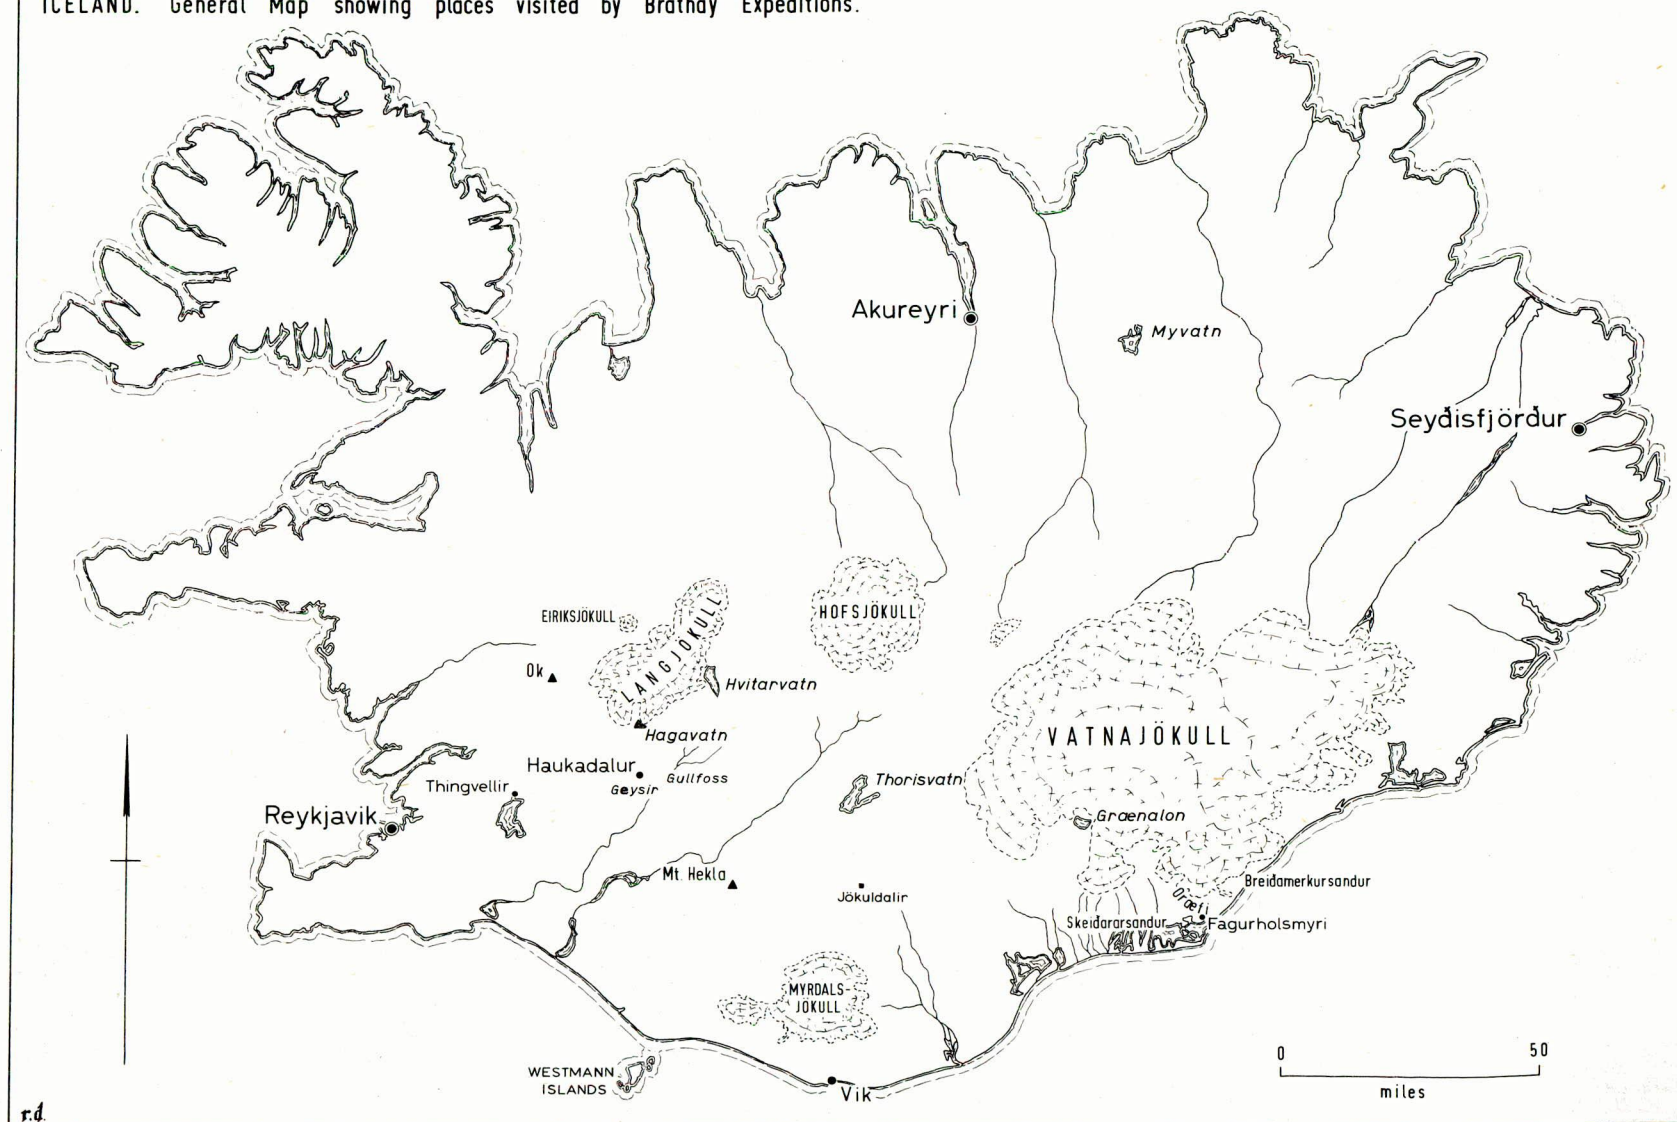 ICELAND. General Map showing places visited by Brathay Expeditions.
Akureyri
Myvatn
Seyðisfjörður
EIRIKSJÖKULL
LANGJÖKULL
HOFSJÖKULL
Ok
Hvitarvatn
VATNAJÖKULL
Hagavatn
Haukadalur
Gullfoss
Geysir
Thingvellir
Thorisvatn
Reykjavik
Graenalon
Mt. Hekla
Jökuldalir
Breidamerkursandur
Oraefi
Skeiðararsandur
Fagurholsmyri
MYRDALS-
JÖKULL
WESTMANN
ISLANDS
Vik
0 50
miles
r.d.